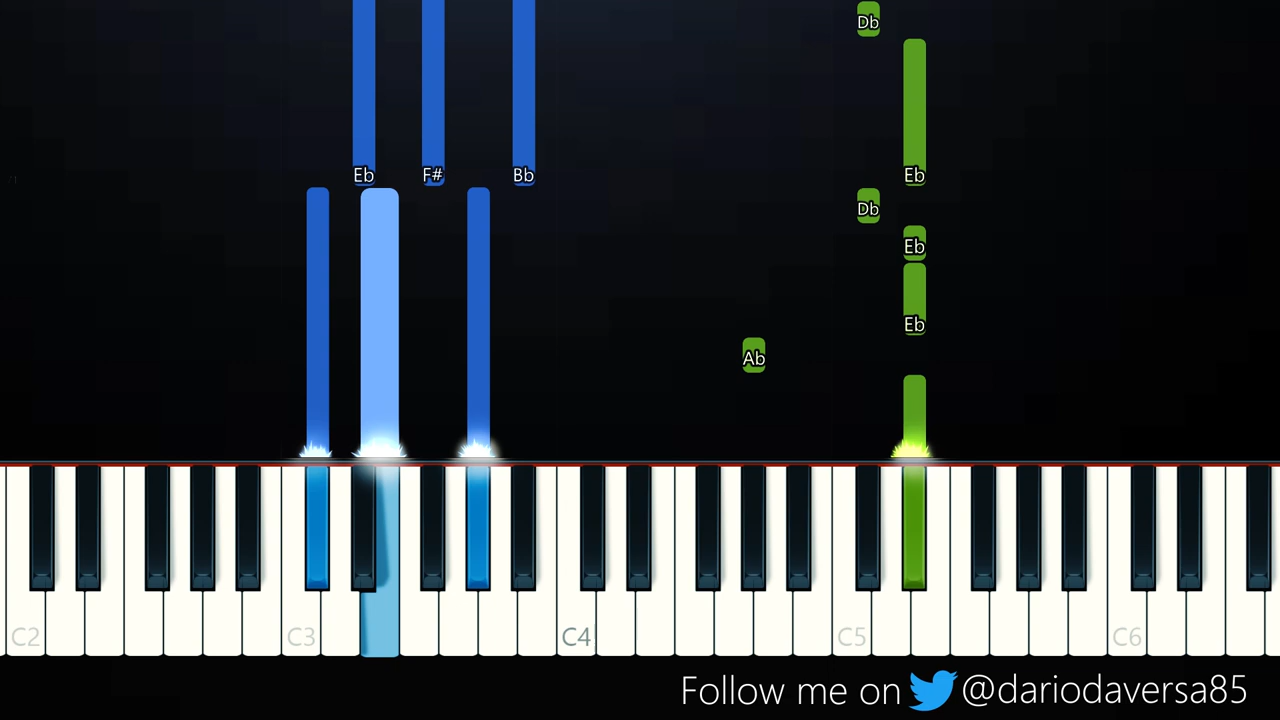 Db
Eb F# Bb Eb
Db
Eb
Eb
Ab
C2 C3 C4 C5 C6
Follow me on @dariodaversa85